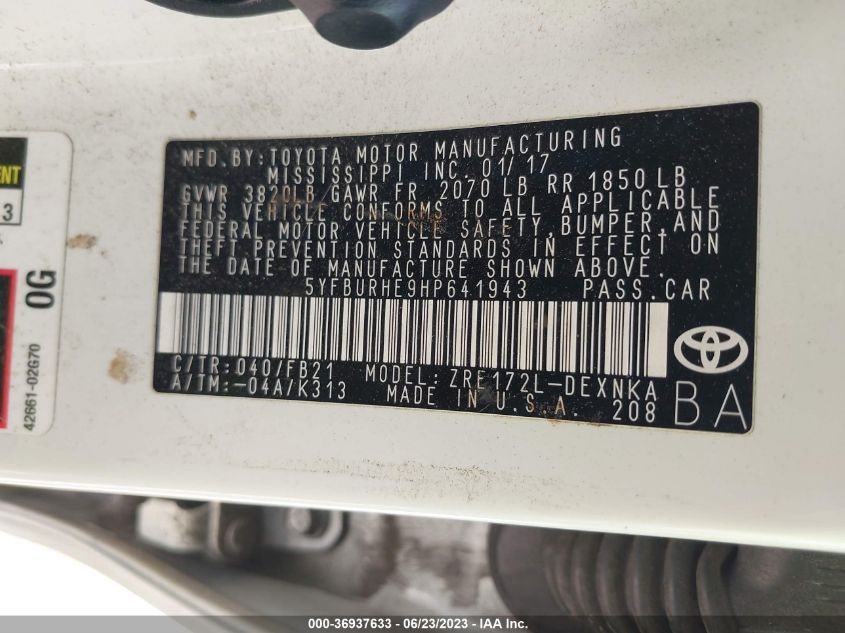 MFD. BY: TOYOTA MOTOR MANUFACTURING
MISSISSIPPI INC. 01/17
GVWR 3820LB GAWR FR. 2070 LB RR 1850 LB
THIS VEHICLE CONFORMS TO ALL APPLICABLE
FEDERAL MOTOR VEHICLE SAFETY, BUMPER, AND
THEFT PREVENTION STANDARDS IN EFFECT ON
THE DATE OF MANUFACTURE SHOWN ABOVE.
5YFBURHE9HP641943 PASS. CAR
C/TR: 040/FB21 MODEL: ZRE172L-DEXNKA
A/TM: -04A/K313 MADE IN U.S.A. 208
BA
ENT
3
0G
42661-02G70
000-36937633 / 06/23/2023 - IAA, Inc.